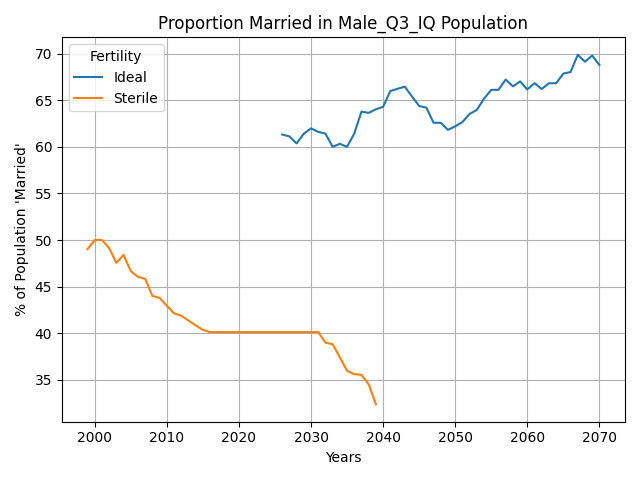 Proportion Married in Male_Q3_IQ Population
Fertility
Ideal
Sterile
% of Population 'Married'
70
65
60
55
50
45
40
35
2000 2010 2020 2030 2040 2050 2060 2070
Years